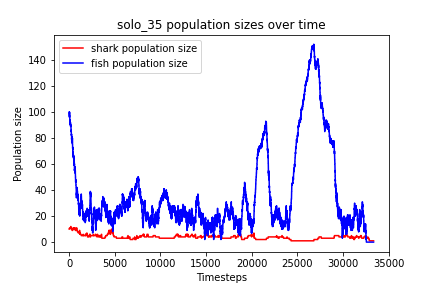 solo_35 population sizes over time
shark population size
fish population size
Population size
140
120
100
80
60
40
20
0
0 5000 10000 15000 20000 25000 30000 35000
Timesteps